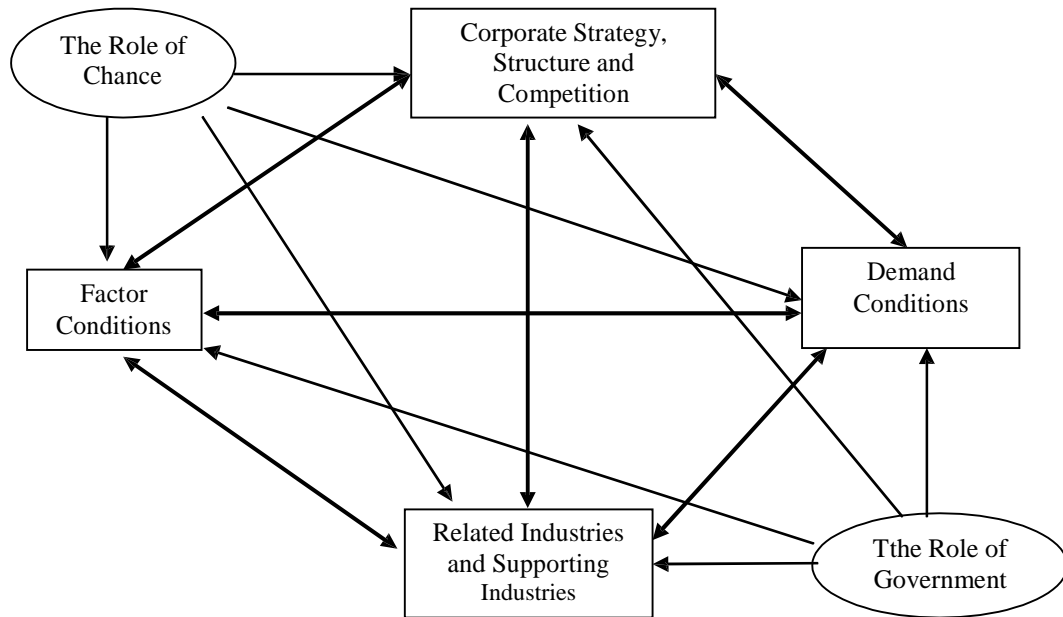 The Role of
Chance
Corporate Strategy,
Structure and
Competition
Factor
Conditions
Demand
Conditions
Related Industries
and Supporting
Industries
Tthe Role of
Government